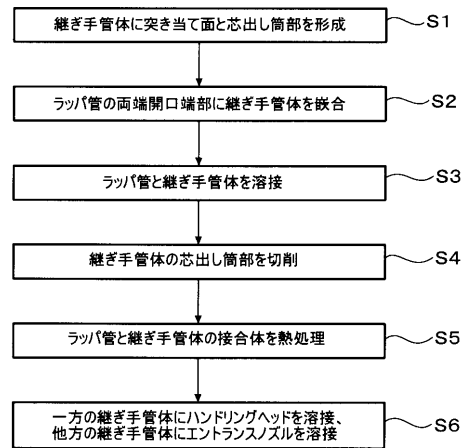 継ぎ手管体に突き当て面と芯出し筒部を形成
S1
ラッパ管の両端開口端部に継ぎ手管体を嵌合
S2
ラッパ管と継ぎ手管体を溶接
S3
継ぎ手管体の芯出し筒部を切削
S4
ラッパ管と継ぎ手管体の接合体を熱処理
S5
一方の継ぎ手管体にハンドリングヘッドを溶接、
他方の継ぎ手管体にエントランスノズルを溶接
S6